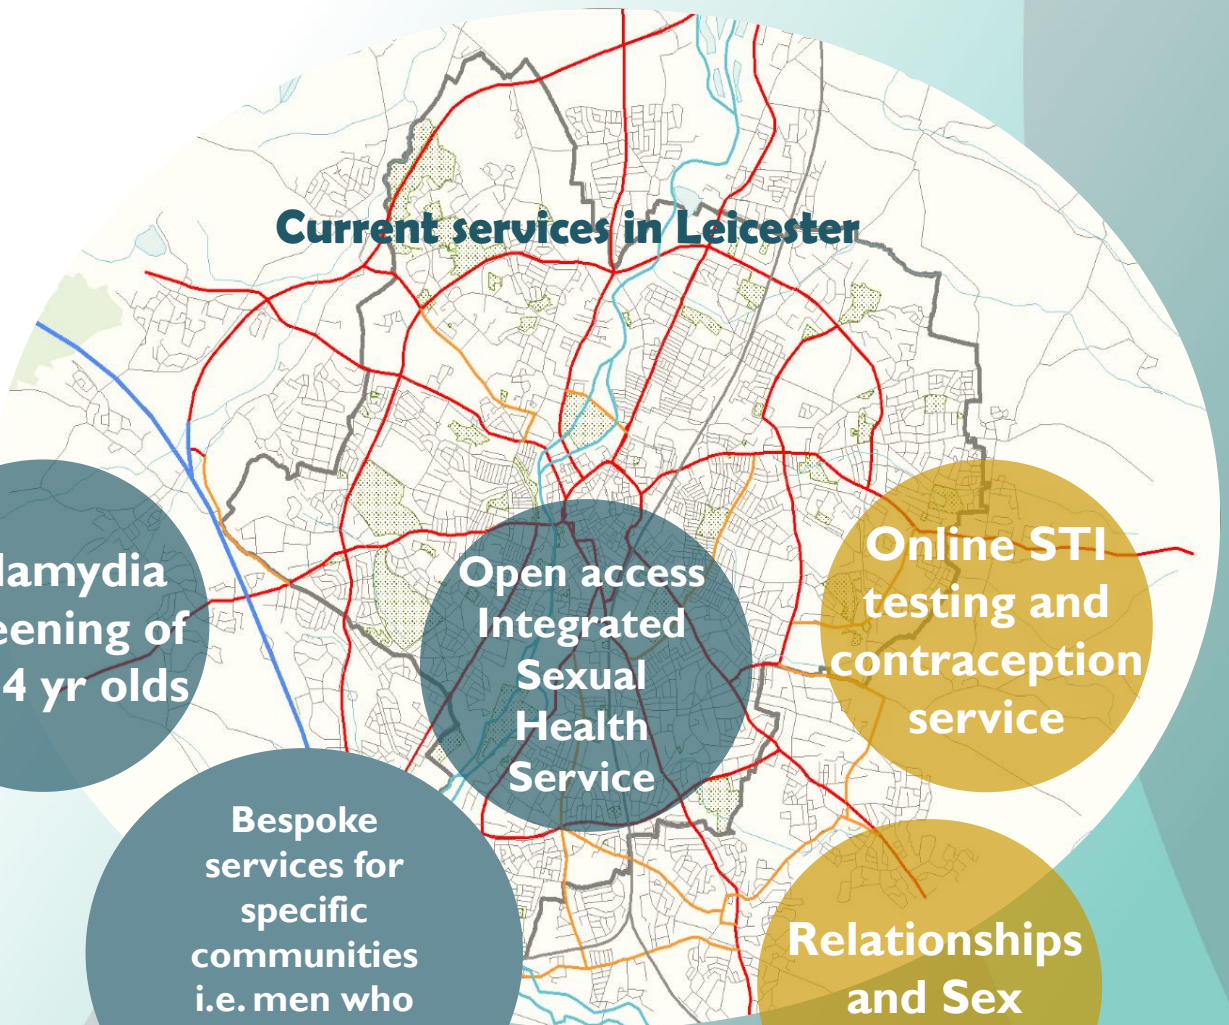 Current services in Leicester
lamydia
eening of
4 yr olds
Open access
Integrated
Sexual
Health
Service
Online STI
testing and
contraception
service
Bespoke
services for
specific
communities
i.e. men who
Relationships
and Sex